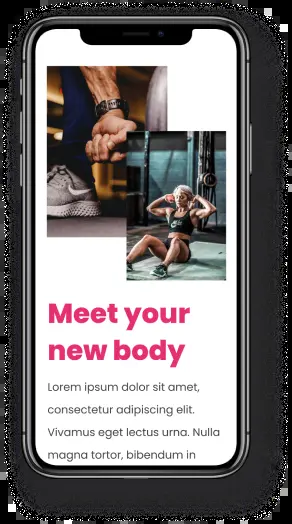 Meet your
new body
Lorem ipsum dolor sit amet,
consectetur adipiscing elit.
Vivamus eget lectus urna. Nulla
magna tortor, bibendum in